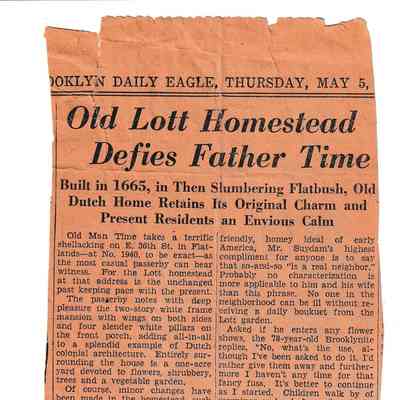 OOKLYN DAILY EAGLE, THURSDAY, MAY 5,
Old Lott Homestead
Defies Father Time
Built in 1665, in Then Slumbering Flatbush, Old
Dutch Home Retains Its Original Charm and
Present Residents an Envious Calm
Old Man Time takes a terrific
shellacking on E. 36th St. in Flat-
lands—at No. 1940, to be exact—as
the most casual passerby can bear
witness. For the Lott homestead
at that address is the unchanged
past keeping pace with the present.
The passerby notes with deep
pleasure the two-story white frame
mansion with wings on both sides
and four slender white pillars on
the front porch, adding all-in-all
to a splendid example of Dutch
colonial architecture. Entirely sur-
rounding the house is a one-acre
yard devoted to flowers, shrubbery,
trees and a vegetable garden.
Of course, minor changes have
been made in the homestead, such
friendly, homey ideal of early
America, Mr. Suydam's highest
compliment for anyone is to say
that so-and-so "is a real neighbor."
Probably no characterization is
more applicable to him and his wife
than this phrase. No one in the
neighborhood can be ill without re-
ceiving a daily bouquet from the
Lott garden.
Asked if he enters any flower
shows, the 78-year-old Brooklynite
replies, "No, what's the use, al-
though I've been asked to do it. I'd
rather give them away and further-
more I haven't any time for that
fancy fuss. It's better to continue
as I started. Children walk by of